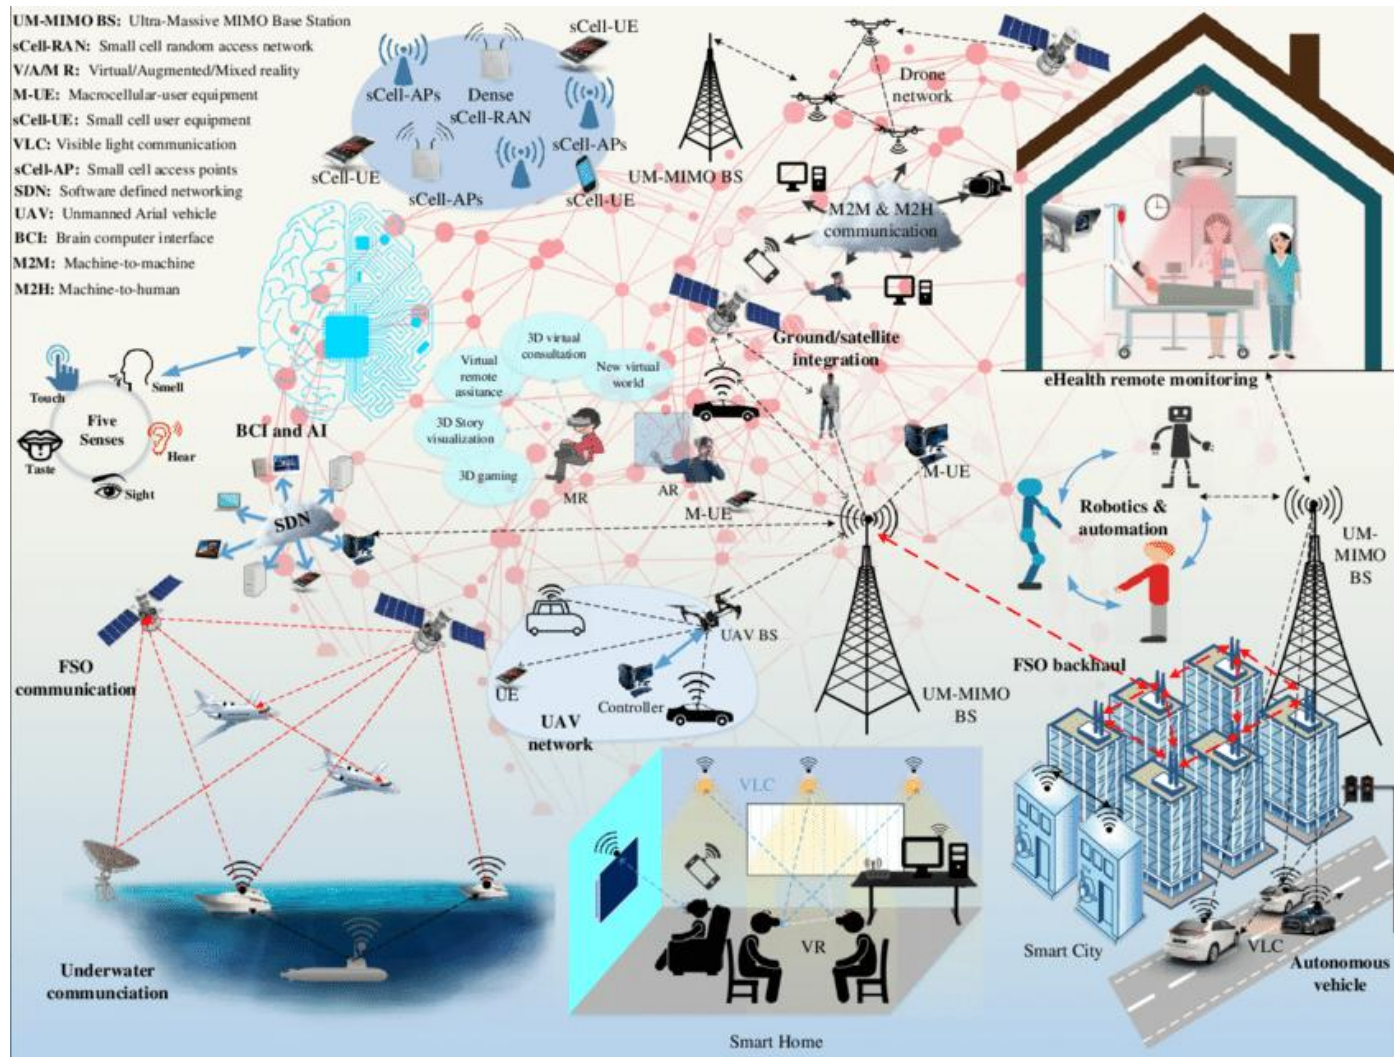 UM-MIMO BS: Ultra-Massive MIMO Base Station
sCell-RAN: Small cell random access network
V/A/M R: Virtual/Augmented/Mixed reality
M-UE: Macrocellular-user equipment
sCell-UE: Small cell user equipment
VLC: Visible light communication
sCell-AP: Small cell access points
SDN: Software defined networking
UAV: Unmanned Arial vehicle
BCI: Brain computer interface
M2M: Machine-to-machine
M2H: Machine-to-human
sCell-UE
sCell-APs
Dense
sCell-RAN
sCell-APs
sCell-UE
sCell-APs
sCell-UE
UM-MIMO BS
Drone
network
M2M & M2H
communication
Ground/satellite
integration
eHealth remote monitoring
Touch
Smell
Five
Senses
Taste
Hear
Sight
BCI and AI
3D virtual
consultation
Virtual
remote
assitance
New virtual
world
3D Story
visualization
3D gaming
MR
AR
M-UE
M-UE
SDN
Robotics &
automation
UM-
MIMO
BS
FSO
communication
UAV BS
UE
Controller
UAV
network
UM-MIMO
BS
FSO backhaul
VLC
VR
Smart Home
Underwater
communciation
Smart City
VLC
Autonomous
vehicle